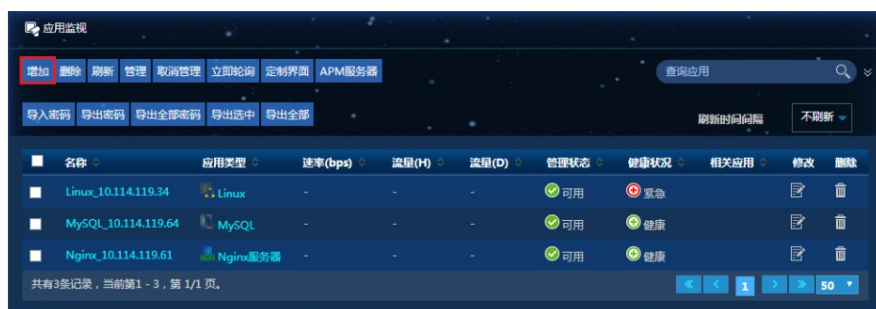 应用监视
增加 删除 刷新 管理 取消管理 立即轮询 定制界面 APM服务器 查询应用
导入密码 导出密码 导出全部密码 导出选中 导出全部 刷新时间间隔 不刷新
名称 应用类型 速率(bps) 流量(H) 流量(D) 管理状态 健康状况 相关应用 修改 删除
Linux_10.114.119.34 Linux - - - 可用 紧急
MySQL_10.114.119.64 MySQL - - - 可用 健康
Nginx_10.114.119.61 Nginx服务器 - - - 可用 健康
共有3条记录，当前第1 - 3，第 1/1 页。 « < 1 > » 50